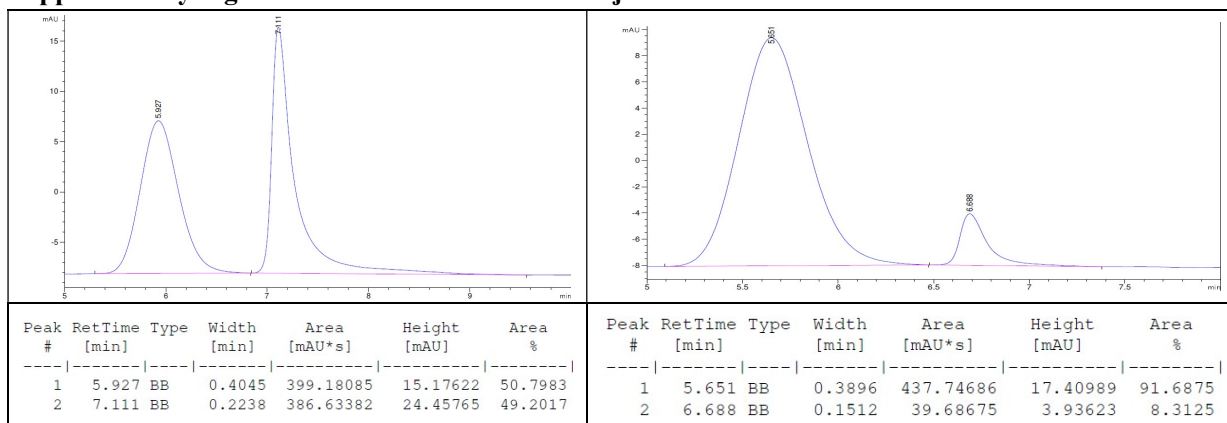 mAU
7.111
15
10
5.927
5
0
-5
5 6 7 8 9 min
mAU
5.651
8
6
4
2
0
-2
-4
6.688
-6
-8
5 5.5 6 6.5 7 7.5 min
Peak RetTime Type Width Area Height Area
# [min] [min] [mAU*s] [mAU] %
----|-------|----|-------|----------|----------|--------|
1 5.927 BB 0.4045 399.18085 15.17622 50.7983
2 7.111 BB 0.2238 386.63382 24.45765 49.2017
Peak RetTime Type Width Area Height Area
# [min] [min] [mAU*s] [mAU] %
----|-------|----|-------|----------|----------|--------|
1 5.651 BB 0.3896 437.74686 17.40989 91.6875
2 6.688 BB 0.1512 39.68675 3.93623 8.3125